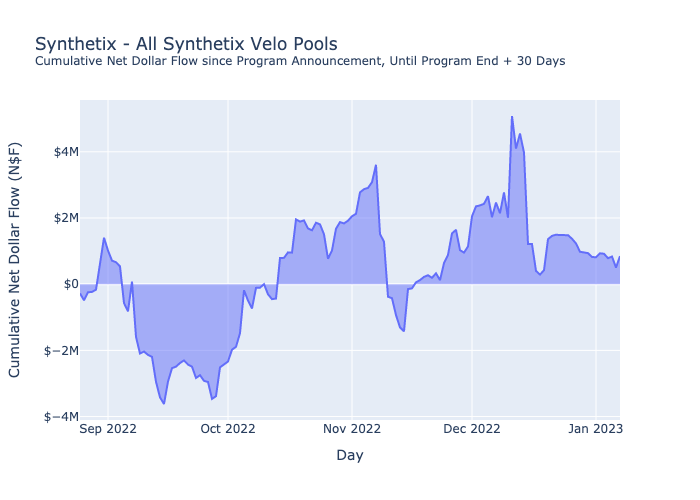 Synthetix - All Synthetix Velo Pools
Cumulative Net Dollar Flow since Program Announcement, Until Program End + 30 Days
Cumulative Net Dollar Flow (N$F)
$4M
$2M
$0
$−2M
$−4M
Sep 2022
Oct 2022
Nov 2022
Dec 2022
Jan 2023
Day